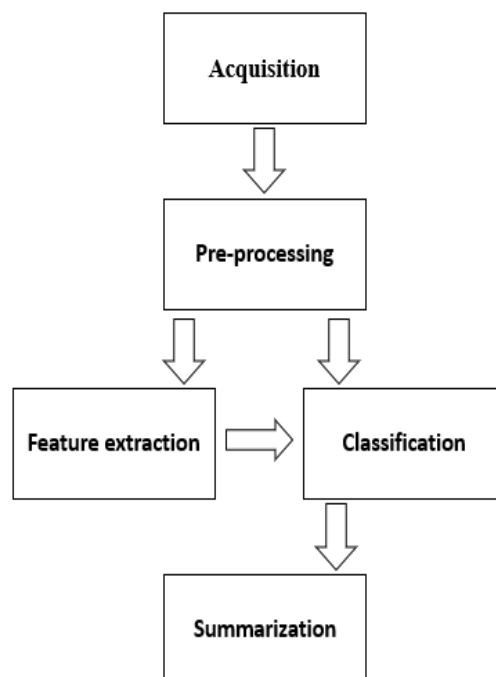 Acquisition
Pre-processing
Feature extraction
Classification
Summarization